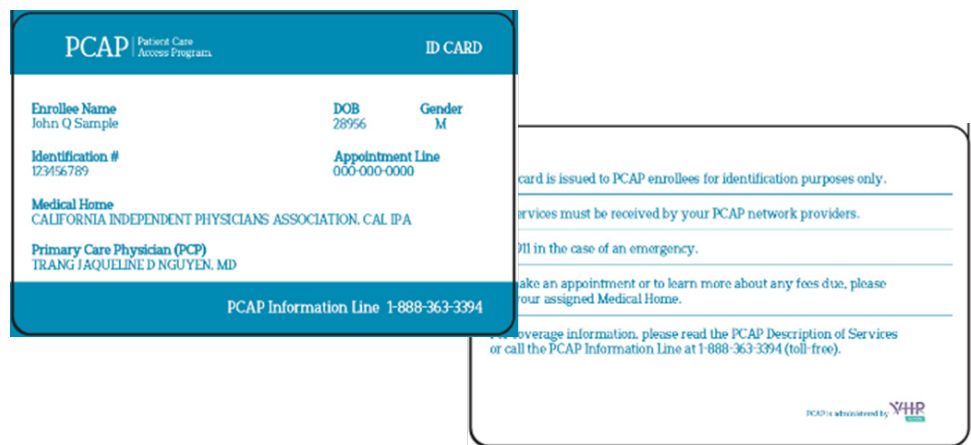 PCAP Patient Care
Access Program
ID CARD
Enrollee Name DOB Gender
John Q Sample 28956 M
Identification # Appointment Line
123456789 000-000-0000
Medical Home
CALIFORNIA INDEPENDENT PHYSICIANS ASSOCIATION, CAL IPA
Primary Care Physician (PCP)
TRANG JAQUELINE D NGUYEN, MD
PCAP Information Line 1-888-363-3394
card is issued to PCAP enrollees for identification purposes only.
ervices must be received by your PCAP network providers.
911 in the case of an emergency.
ake an appointment or to learn more about any fees due, please
your assigned Medical Home.
coverage information, please read the PCAP Description of Services
or call the PCAP Information Line at 1-888-363-3394 (toll-free).
PCAP is administered by VHR